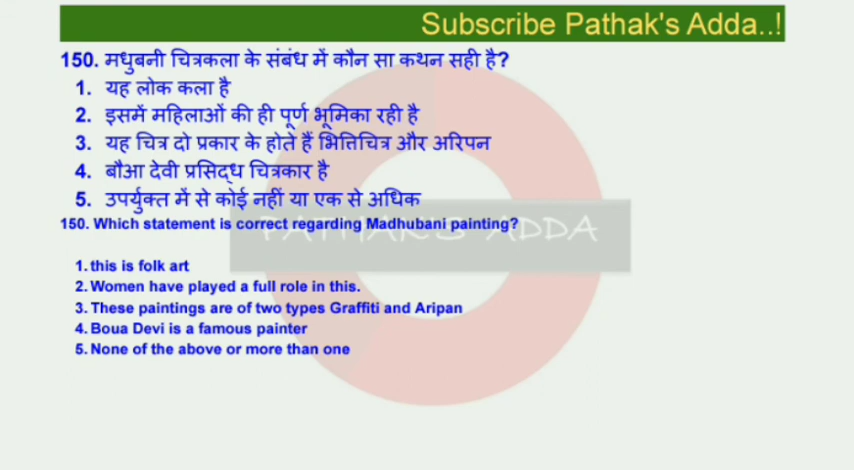 Subscribe Pathak's Adda..!
150. मधुबनी चित्रकला के संबंध में कौन सा कथन सही है?
1. यह लोक कला है
2. इसमें महिलाओं की ही पूर्ण भूमिका रही है
3. यह चित्र दो प्रकार के होते हैं भित्तिचित्र और अरिपन
4. बौआ देवी प्रसिद्ध चित्रकार है
5. उपर्युक्त में से कोई नहीं या एक से अधिक
150. Which statement is correct regarding Madhubani painting?
PATHAK'S ADDA
1. this is folk art
2. Women have played a full role in this.
3. These paintings are of two types Graffiti and Aripan
4. Boua Devi is a famous painter
5. None of the above or more than one